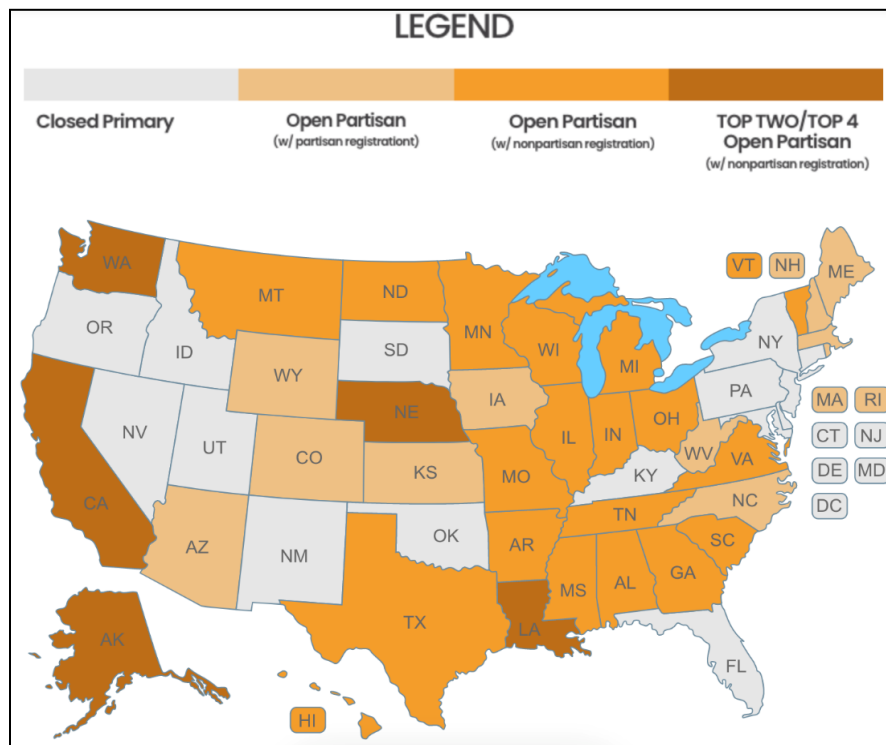 LEGEND
Closed Primary
Open Partisan
(w/ partisan registrationt)
Open Partisan
(w/ nonpartisan registration)
TOP TWO/TOP 4
Open Partisan
(w/ nonpartisan registration)
WA
MT
ND
MN
VT
NH
ME
OR
ID
SD
WI
MI
NY
WY
IA
PA
NE
MA
RI
NV
UT
CO
IL
IN
OH
WV
VA
CT
NJ
KS
MO
KY
DE
MD
CA
NC
DC
AZ
NM
OK
AR
TN
SC
MS
AL
GA
TX
LA
AK
FL
HI